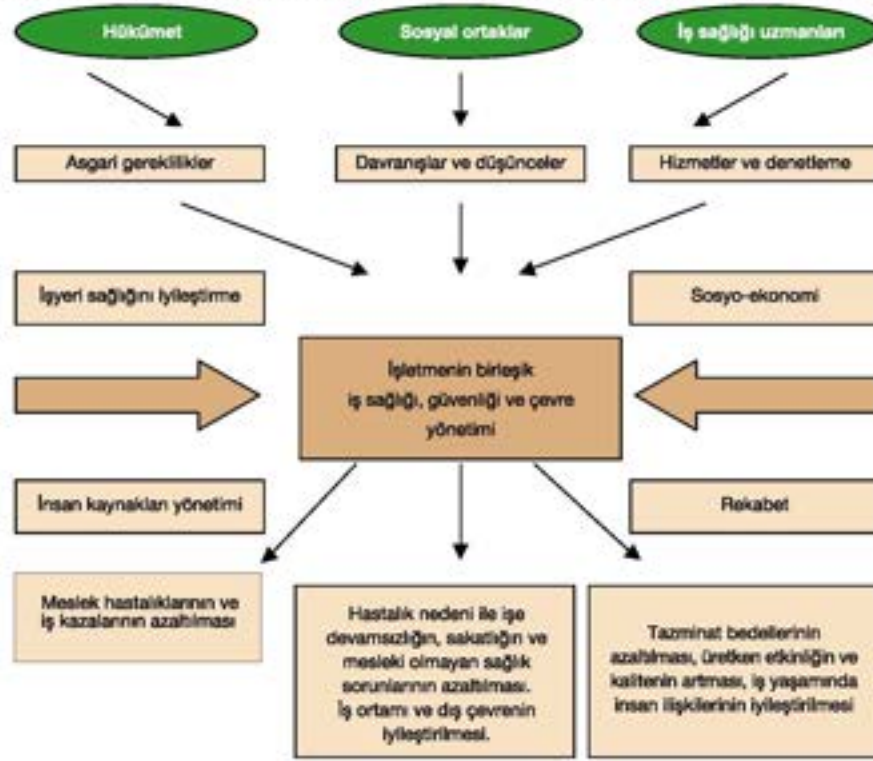 Hükümet
Sosyal ortaklar
İş sağlığı uzmanları
Asgari gereklilikler
Davranışlar ve düşünceler
Hizmetler ve denetleme
İşyeri sağlığını iyileştirme
Sosyo-ekonomi
İşletmenin birleşik
iş sağlığı, güvenliği ve çevre
yönetimi
İnsan kaynakları yönetimi
Rekabet
Meslek hastalıklarının ve
iş kazalarının azaltılması
Hastalık nedeni ile işe
devamsızlığın, sakatlığın ve
mesleki olmayan sağlık
sorunlarının azaltılması.
İş ortamı ve dış çevrenin
iyileştirilmesi.
Tazminat bedellerinin
azaltılması, üretken etkinliğin ve
kalitenin artması, iş yaşamında
insan ilişkilerinin iyileştirilmesi